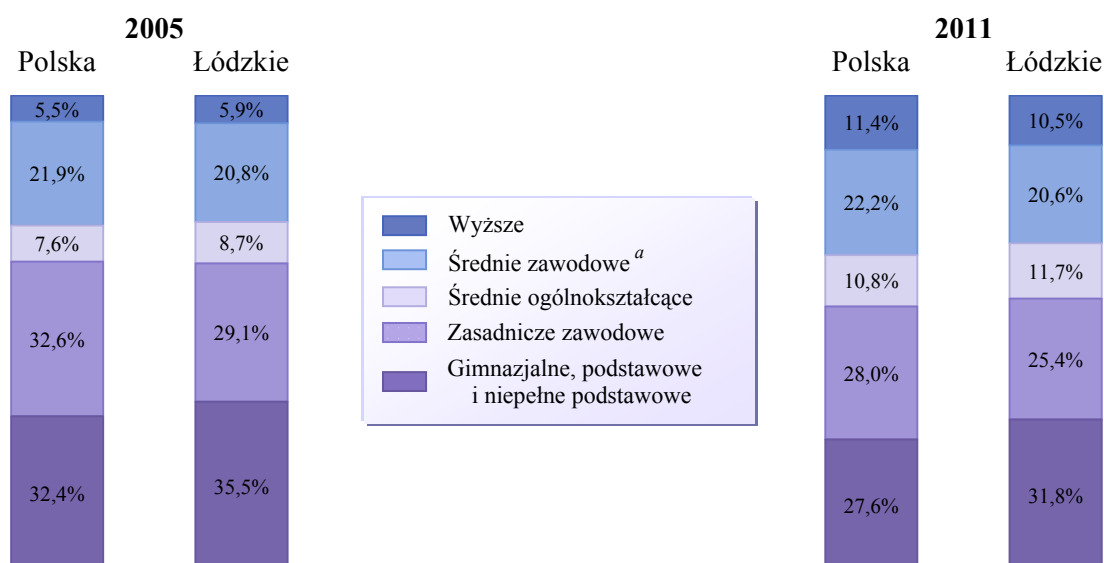 2005
Polska Łódzkie
5,5% 5,9%
21,9% 20,8%
7,6% 8,7%
32,6% 29,1%
32,4% 35,5%
Wyższe
Średnie zawodowe a
Średnie ogólnokształcące
Zasadnicze zawodowe
Gimnazjalne, podstawowe
i niepełne podstawowe
2011
Polska Łódzkie
11,4% 10,5%
22,2% 20,6%
10,8% 11,7%
28,0% 25,4%
27,6% 31,8%